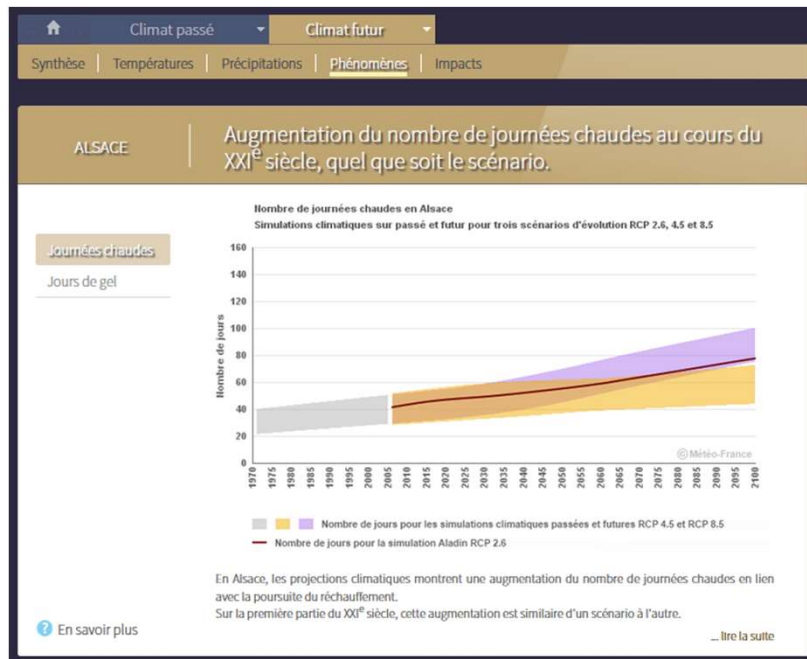 Climat passé Climat futur
Synthèse Températures Précipitations Phénomènes Impacts
ALSACE
Augmentation du nombre de journées chaudes au cours du
XXIe siècle, quel que soit le scénario.
Journées chaudes
Jours de gel
Nombre de journées chaudes en Alsace
Simulations climatiques sur passé et futur pour trois scénarios d'évolution RCP 2.6, 4.5 et 8.5
Nombre de jours
160
140
120
100
80
60
40
20
0
1970 1975 1980 1985 1990 1995 2000 2005 2010 2015 2020 2025 2030 2035 2040 2045 2050 2055 2060 2065 2070 2075 2080 2085 2090 2095 2100
©Météo-France
Nombre de jours pour les simulations climatiques passées et futures RCP 4.5 et RCP 8.5
Nombre de jours pour la simulation Aladin RCP 2.6
En Alsace, les projections climatiques montrent une augmentation du nombre de journées chaudes en lien
avec la poursuite du réchauffement.
Sur la première partie du XXIe siècle, cette augmentation est similaire d'un scénario à l'autre.
... lire la suite
? En savoir plus